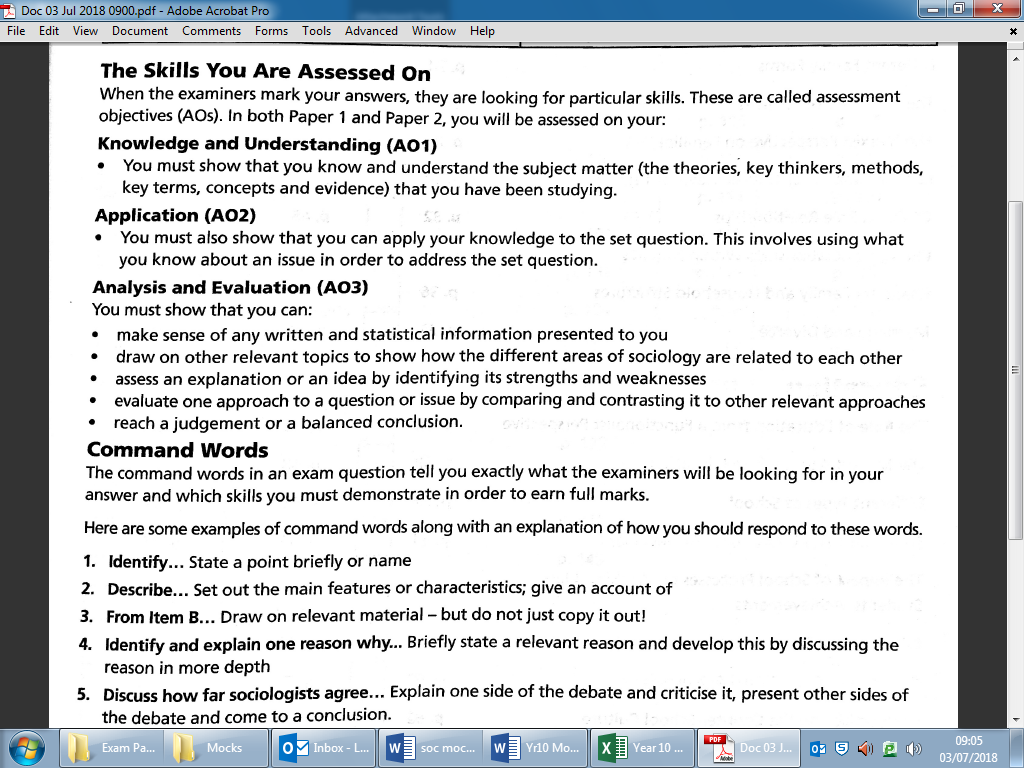 Doc 03 Jul 2018 0900.pdf - Adobe Acrobat Pro
File Edit View Document Comments Forms Tools Advanced Window Help
The Skills You Are Assessed On
When the examiners mark your answers, they are looking for particular skills. These are called assessment
objectives (AOs). In both Paper 1 and Paper 2, you will be assessed on your:
Knowledge and Understanding (AO1)
• You must show that you know and understand the subject matter (the theories, key thinkers, methods,
key terms, concepts and evidence) that you have been studying.
Application (AO2)
• You must also show that you can apply your knowledge to the set question. This involves using what
you know about an issue in order to address the set question.
Analysis and Evaluation (AO3)
You must show that you can:
• make sense of any written and statistical information presented to you
• draw on other relevant topics to show how the different areas of sociology are related to each other
• assess an explanation or an idea by identifying its strengths and weaknesses
• evaluate one approach to a question or issue by comparing and contrasting it to other relevant approaches
• reach a judgement or a balanced conclusion.
Command Words
The command words in an exam question tell you exactly what the examiners will be looking for in your
answer and which skills you must demonstrate in order to earn full marks.
Here are some examples of command words along with an explanation of how you should respond to these words.
1. Identify... State a point briefly or name
2. Describe... Set out the main features or characteristics; give an account of
3. From Item B... Draw on relevant material – but do not just copy it out!
4. Identify and explain one reason why... Briefly state a relevant reason and develop this by discussing the
reason in more depth
5. Discuss how far sociologists agree... Explain one side of the debate and criticise it, present other sides of
the debate and come to a conclusion.
Exam Pa... Mocks Inbox - L... soc moc... Yr10 Mo... Year 10 ... Doc 03 J... 09:05
03/07/2018